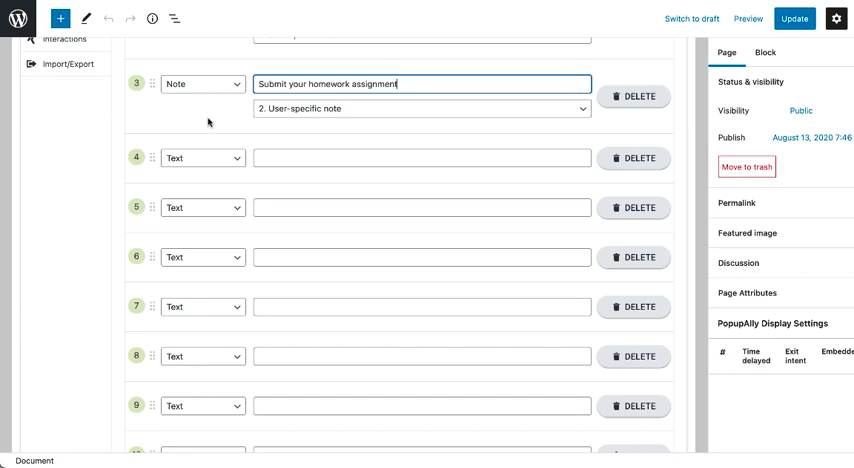 Switch to draft
Preview
Update
Interactions
Import/Export
3
Note
Submit your homework assignment
DELETE
2. User-specific note
4
Text
DELETE
5
Text
DELETE
6
Text
DELETE
7
Text
DELETE
8
Text
DELETE
9
Text
DELETE
Page
Block
Status & visibility
Visibility
Public
Publish
August 13, 2020 7:46
Move to trash
Permalink
Featured image
Discussion
Page Attributes
PopupAlly Display Settings
#
Time delayed
Exit intent
Embedde
Document